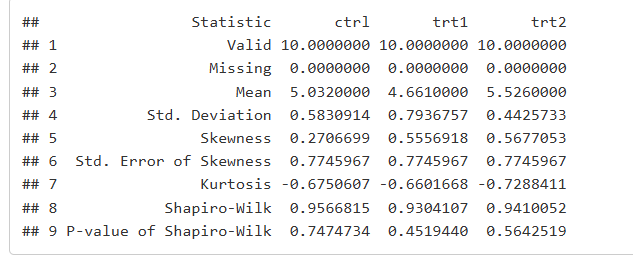 ##                 Statistic       ctrl       trt1       trt2
## 1                   Valid 10.0000000 10.0000000 10.0000000
## 2                 Missing  0.0000000  0.0000000  0.0000000
## 3                    Mean  5.0320000  4.6610000  5.5260000
## 4          Std. Deviation  0.5830914  0.7936757  0.4425733
## 5                Skewness  0.2706699  0.5556918  0.5677053
## 6  Std. Error of Skewness  0.7745967  0.7745967  0.7745967
## 7                Kurtosis -0.6750607 -0.6601668 -0.7288411
## 8            Shapiro-Wilk  0.9566815  0.9304107  0.9410052
## 9 P-value of Shapiro-Wilk  0.7474734  0.4519440  0.5642519